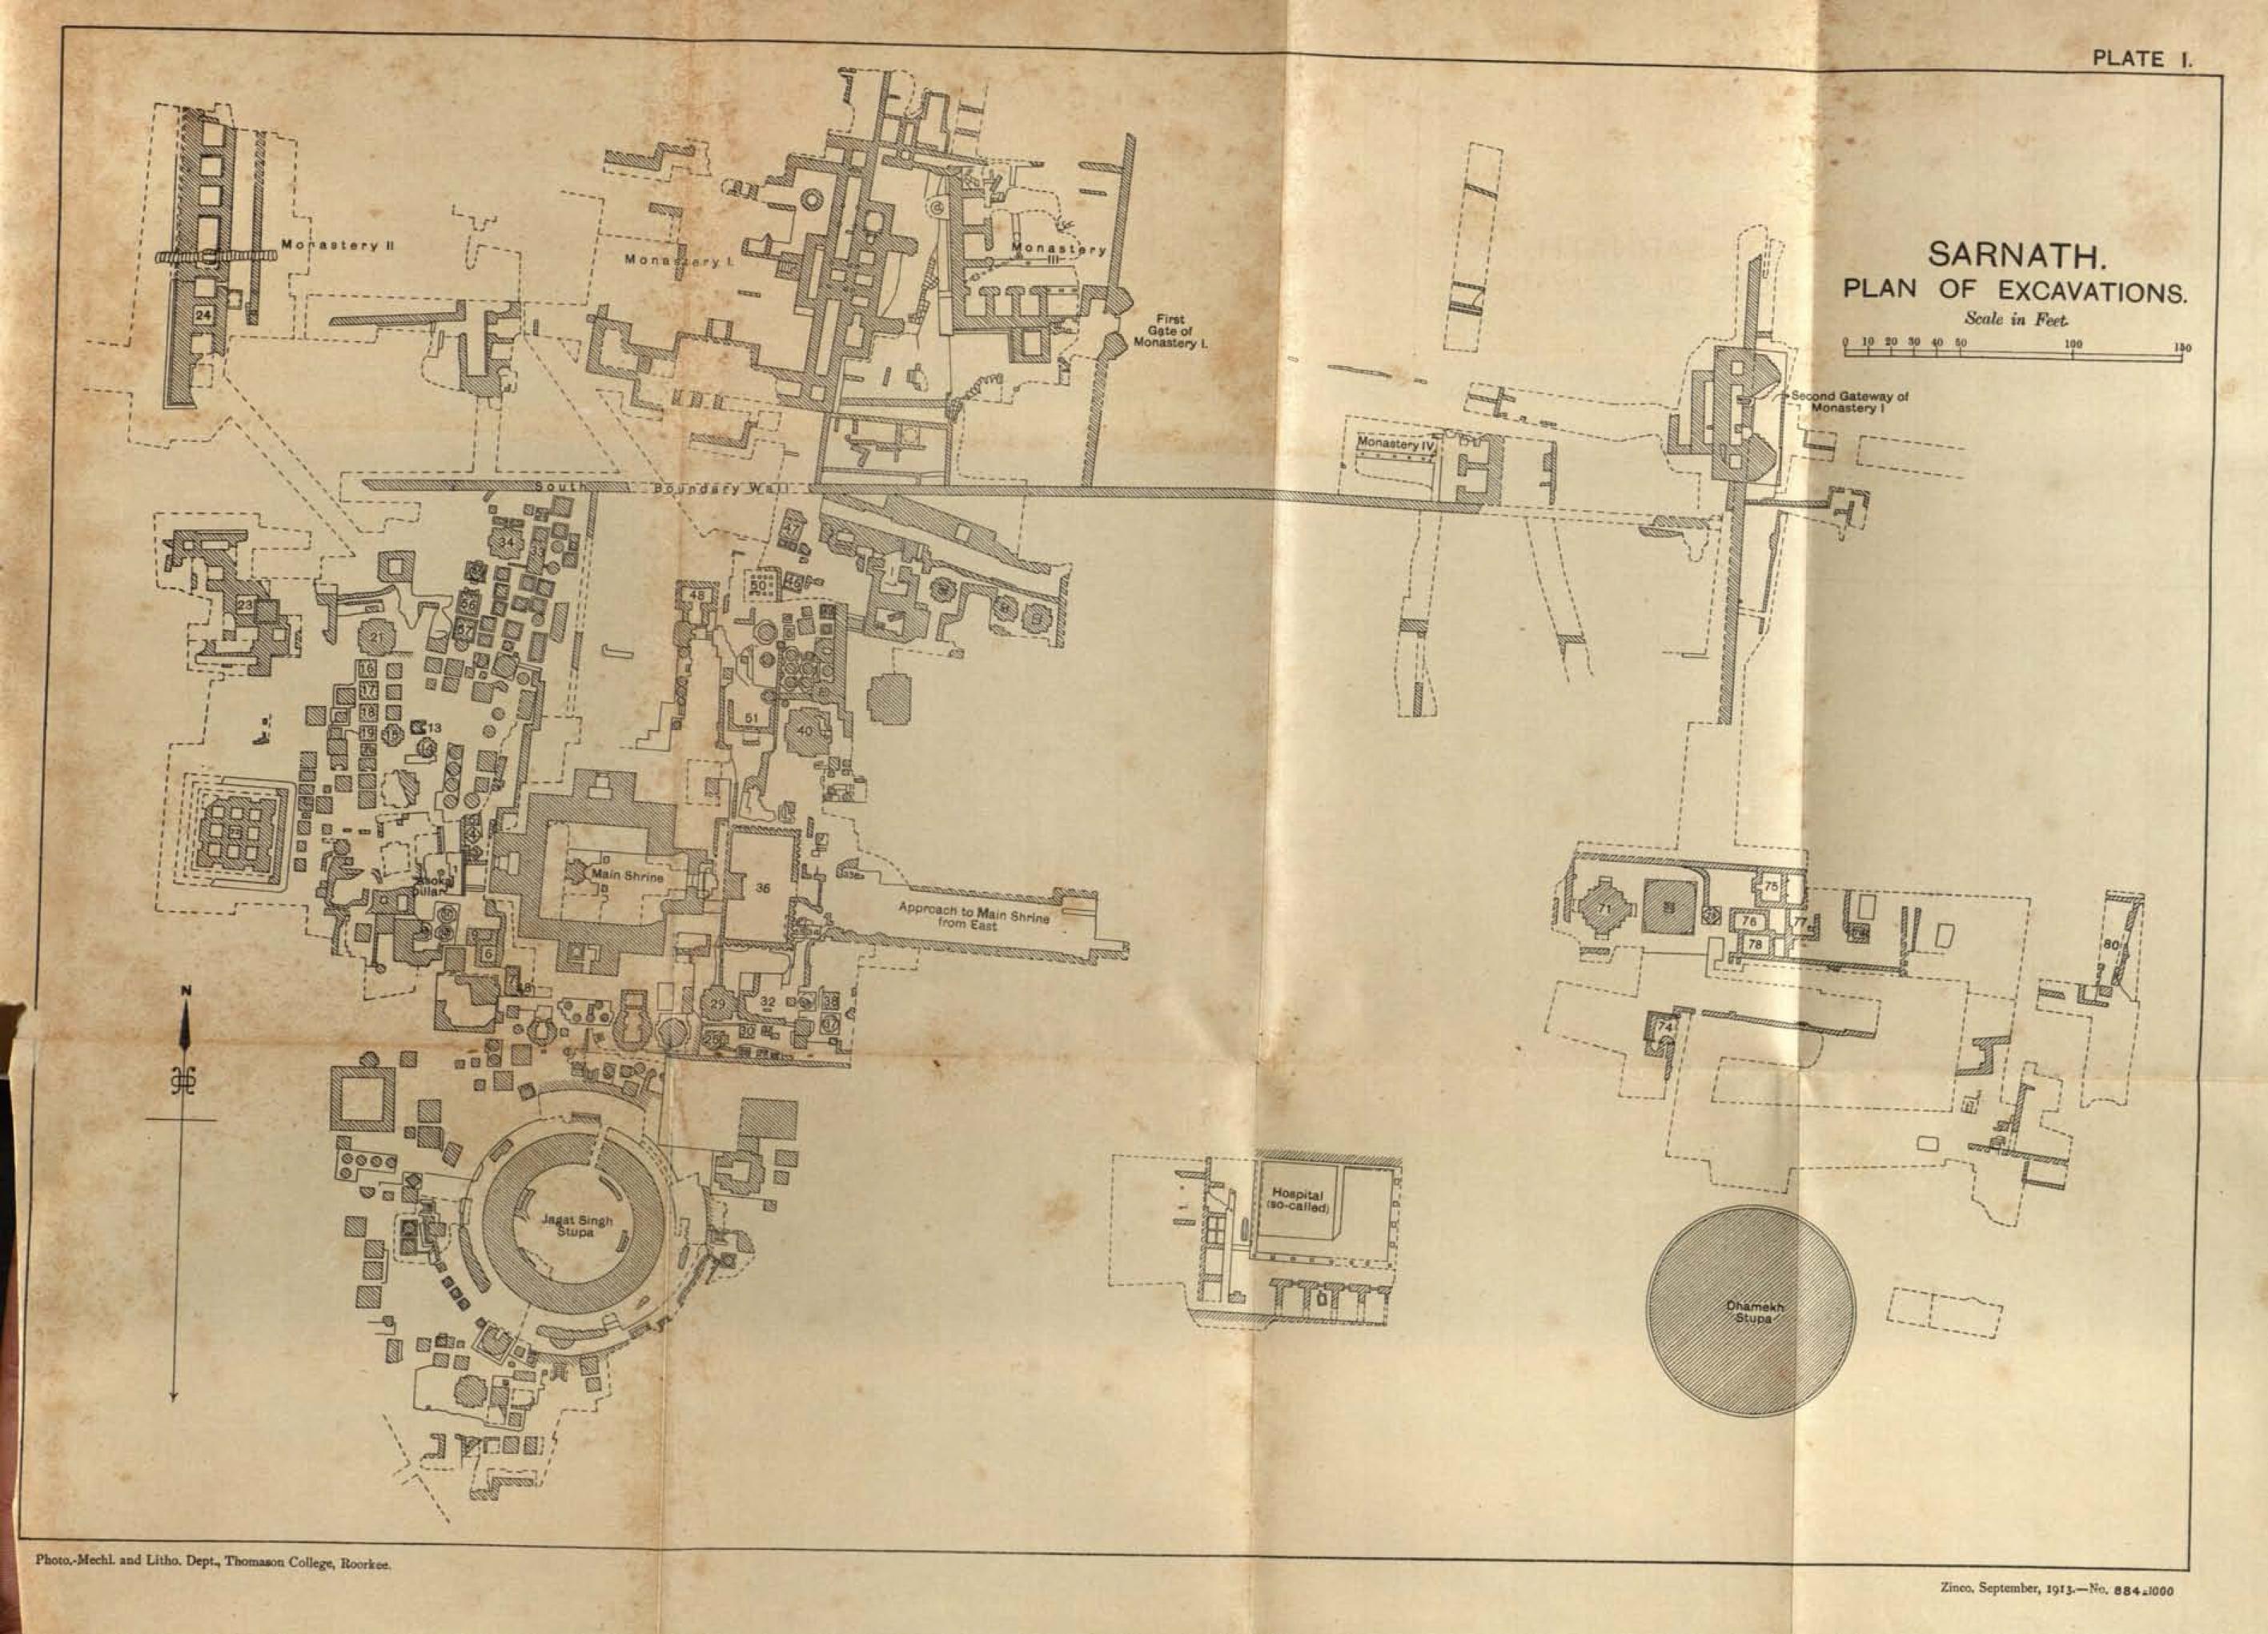 PLATE I.
SARNATH.
PLAN OF EXCAVATIONS.
Scale in Feet.
0 10 20 30 40 50 100 150
Monastery II
24
Monastery I.
Monastery
III
First
Gate of
Monastery I.
Second Gateway of
Monastery I
Monastery IV
South Boundary Wall
34
47
50
46
48
23
21
16
17
18
19
13
51
40
Main Shrine
Asoka
pillar
36
Approach to Main Shrine
from East
71
75
76
77
78
80
74
6
29
32
38
30
25
N
Jagat Singh
Stupa
Hospital
(so-called)
Dhamekh
Stupa
Photo.-Mechl. and Litho. Dept., Thomason College, Roorkee.
Zinco, September, 1913.—No. 884-1000